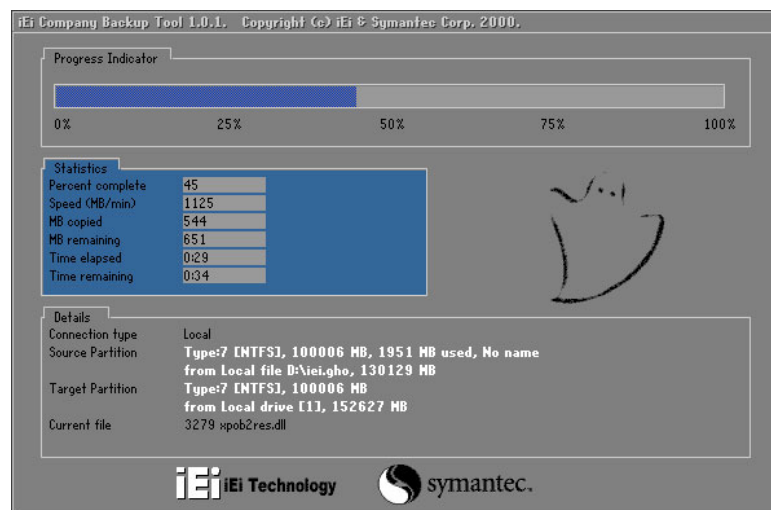 iEi Company Backup Tool 1.0.1. Copyright (c) iEi & Symantec Corp. 2000.
Progress Indicator
0% 25% 50% 75% 100%
Statistics
Percent complete 45
Speed (MB/min) 1125
MB copied 544
MB remaining 651
Time elapsed 0:29
Time remaining 0:34
Details
Connection type Local
Source Partition Type:7 [NTFS], 100006 MB, 1951 MB used, No name
from Local file D:\iei.gho, 130129 MB
Target Partition Type:7 [NTFS], 100006 MB
from Local drive [1], 152627 MB
Current file 3279 xpob2res.dll
iEi iEi Technology symantec.